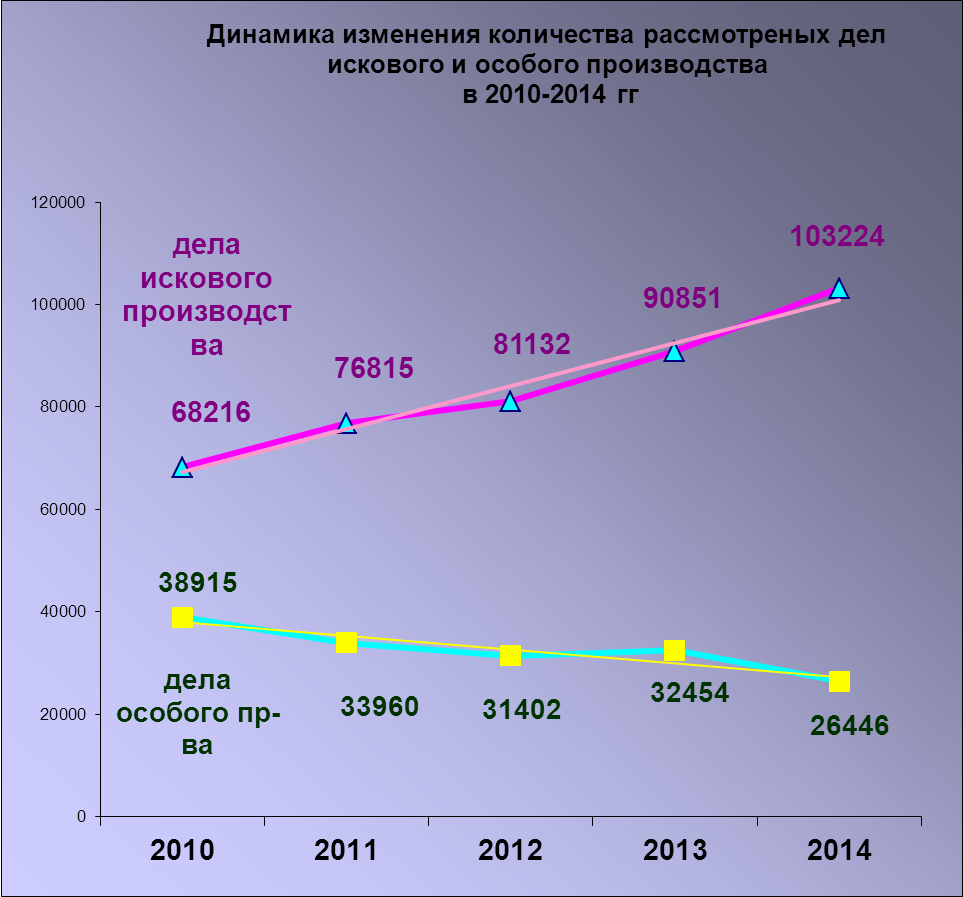 Динамика изменения количества рассмотреных дел
искового и особого производства
в 2010-2014 гг
120000
100000
80000
60000
40000
20000
0
дела
искового
производст
ва
68216
76815
81132
90851
103224
38915
33960
31402
32454
26446
дела
особого пр-
ва
2010
2011
2012
2013
2014